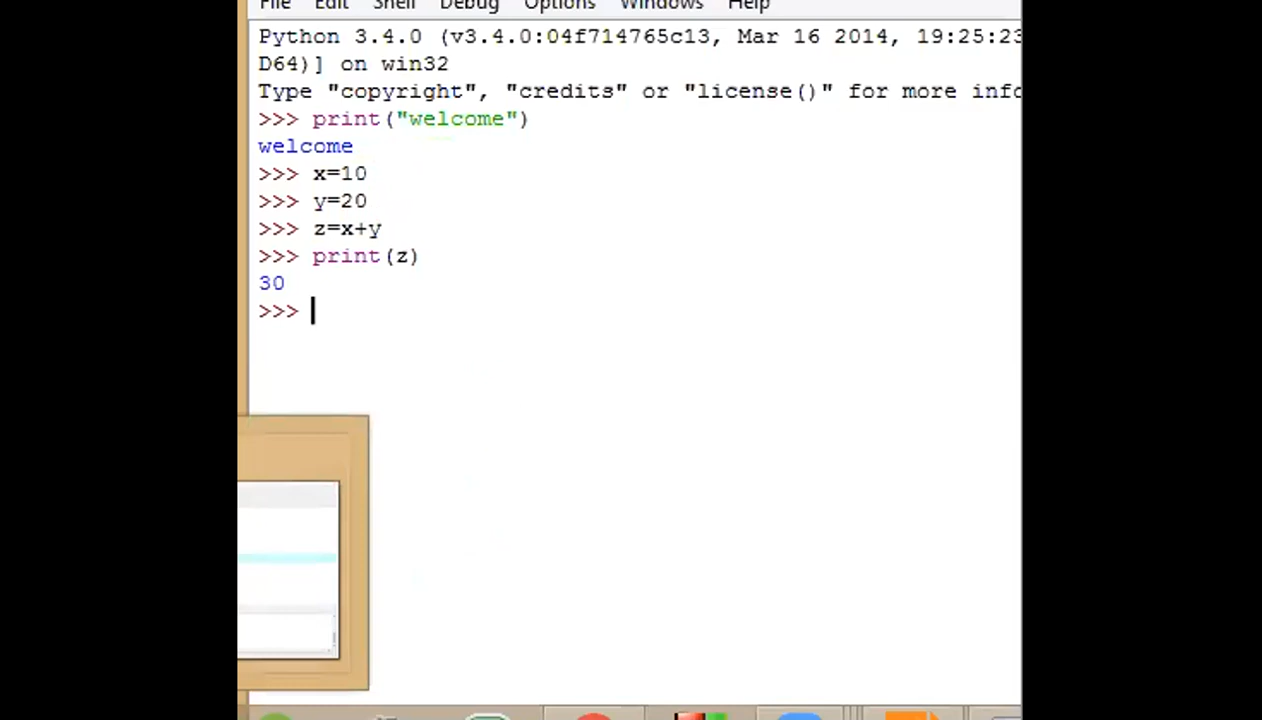 File Edit Shell Debug Options Windows Help
Python 3.4.0 (v3.4.0:04f714765c13, Mar 16 2014, 19:25:23
D64)] on win32
Type "copyright", "credits" or "license()" for more info
>>> print("welcome")
welcome
>>> x=10
>>> y=20
>>> z=x+y
>>> print(z)
30
>>>